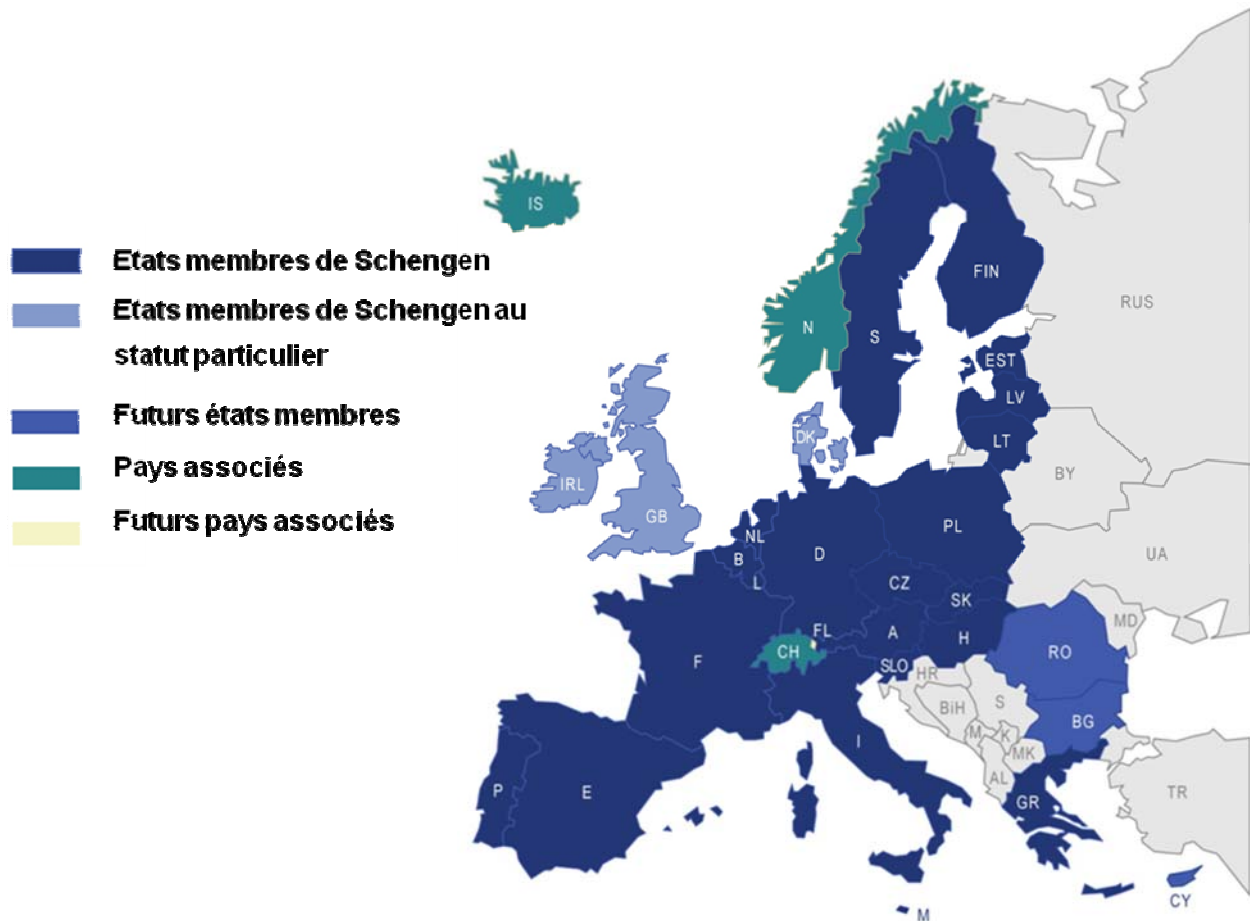 Etats membres de Schengen
Etats membres de Schengen au
statut particulier
Futurs états membres
Pays associés
Futurs pays associés
IS
FIN
RUS
N
S
EST
LV
LT
DK
BY
IRL
GB
NL
PL
B
D
UA
L
CZ
SK
FL
A
H
MD
CH
RO
F
SLO
HR
BiH
S
BG
M
K
I
MK
AL
P
E
GR
TR
CY
M